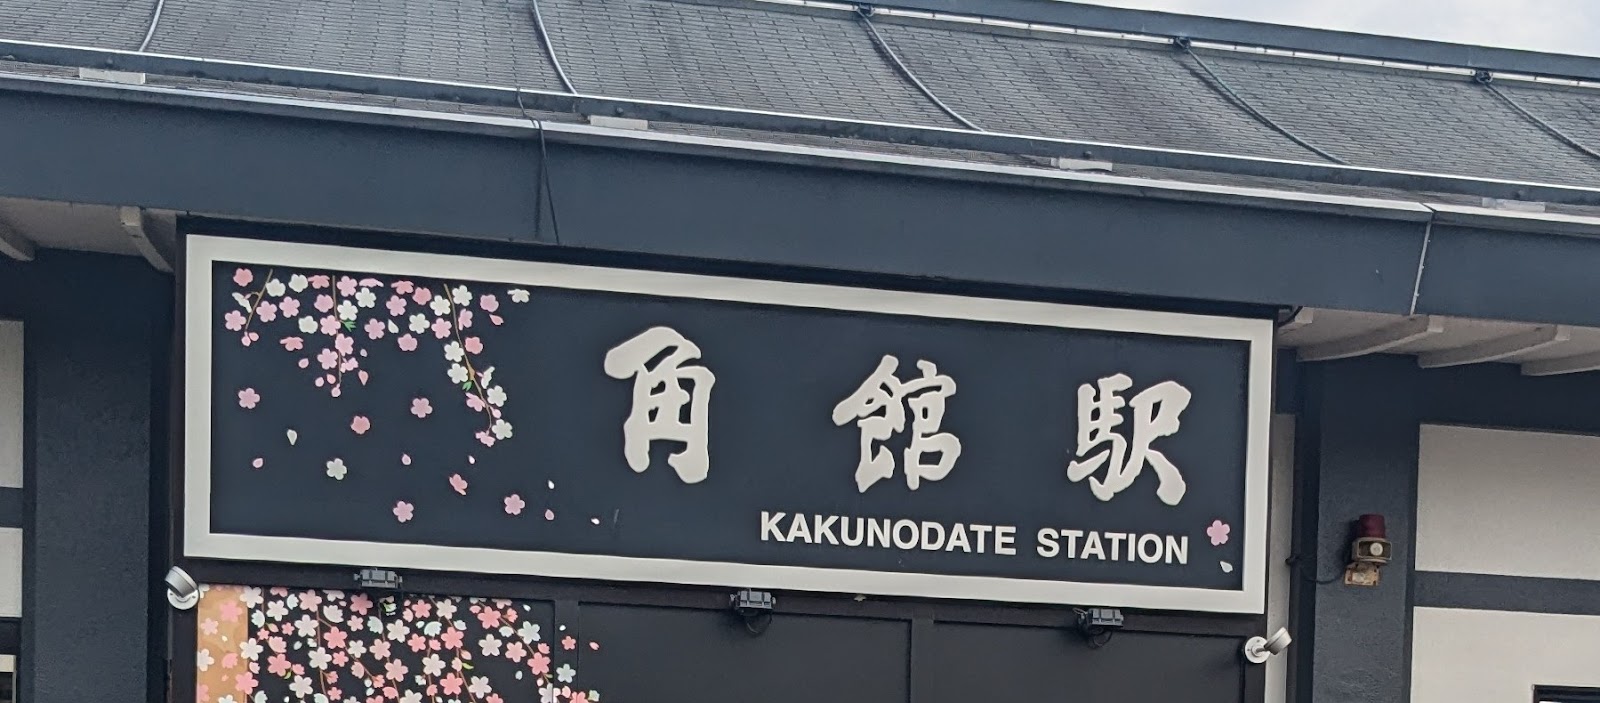 角館駅
KAKUNODATE STATION